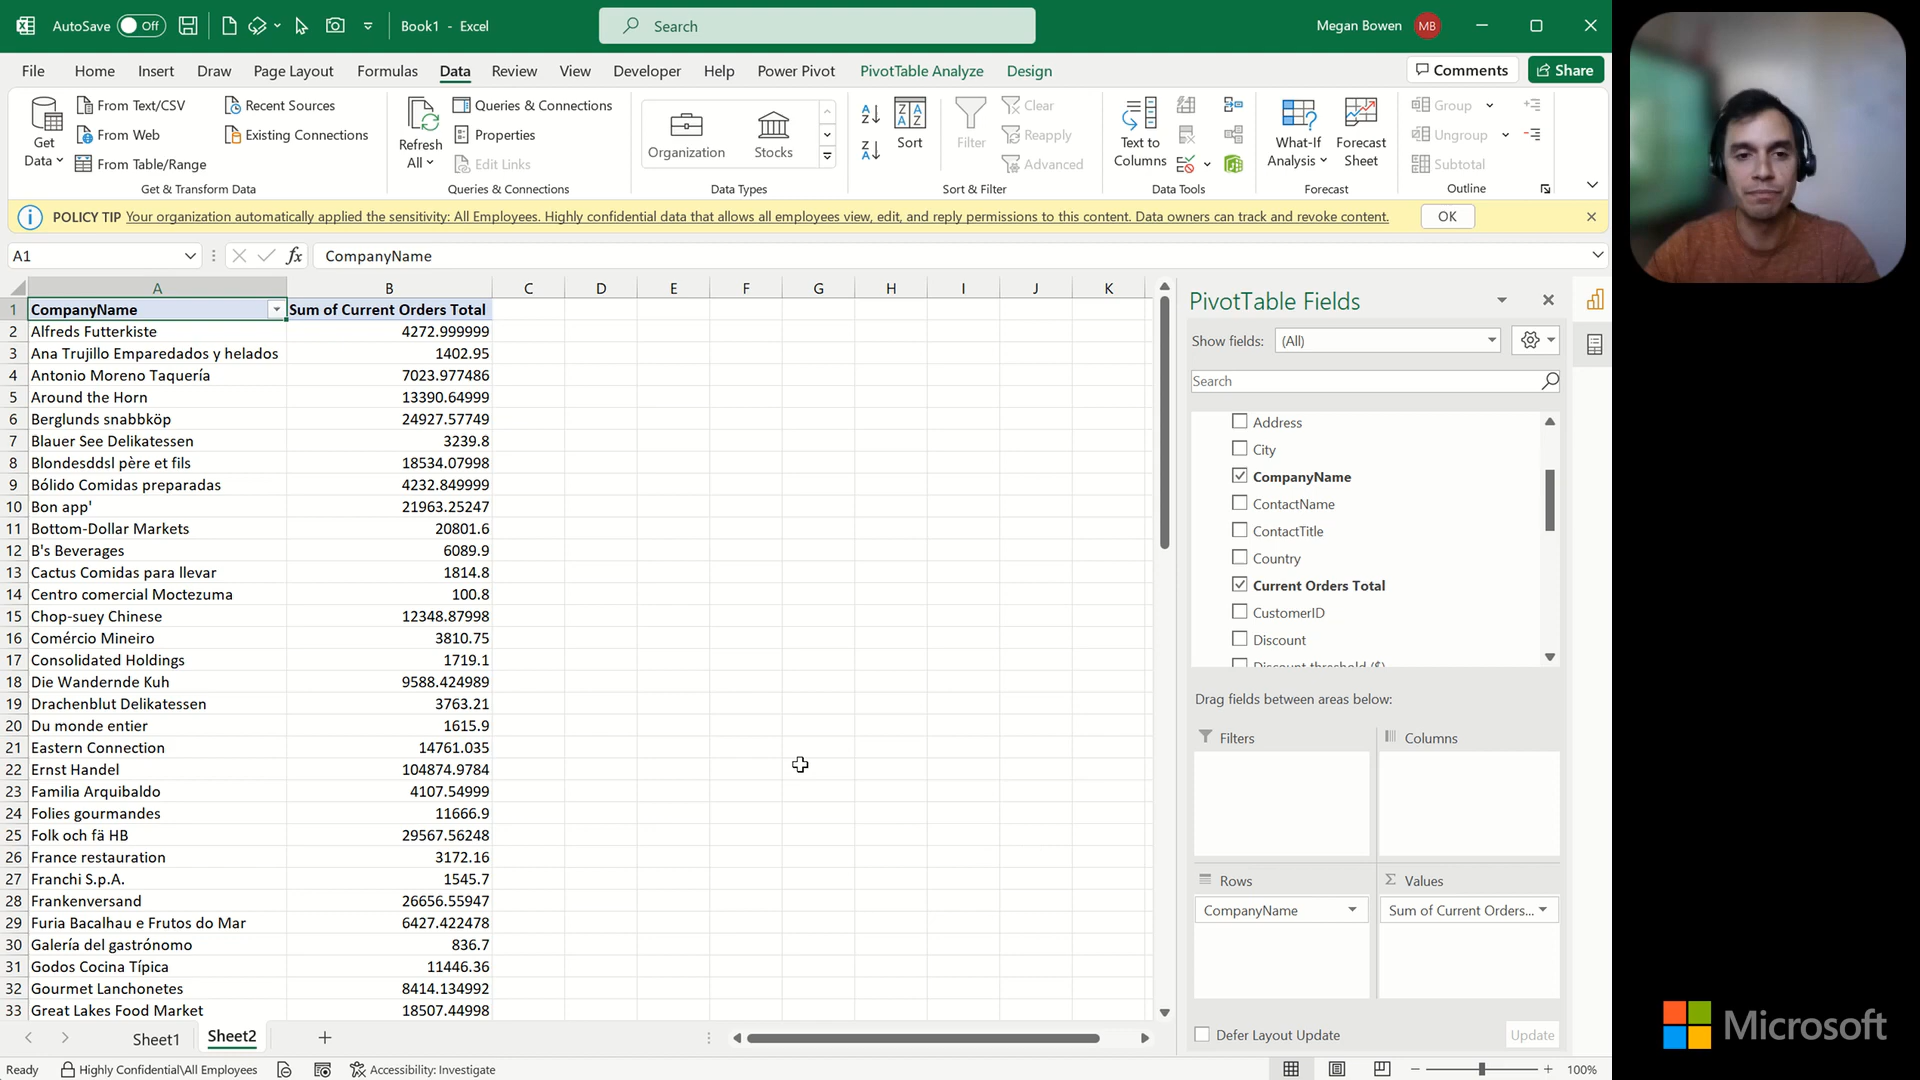 AutoSave Off Book1 - Excel Search Megan Bowen MB
File Home Insert Draw Page Layout Formulas Data Review View Developer Help Power Pivot PivotTable Analyze Design Comments Share
Get Data From Text/CSV From Web From Table/Range Recent Sources Existing Connections
Get & Transform Data
Refresh All Queries & Connections Properties Edit Links
Queries & Connections
Organization Stocks
Data Types
Sort Filter Clear Reapply Advanced
Sort & Filter
Text to Columns
Data Tools
What-If Analysis Forecast Sheet
Forecast
Group Ungroup Subtotal
Outline
POLICY TIP Your organization automatically applied the sensitivity: All Employees. Highly confidential data that allows all employees view, edit, and reply permissions to this content. Data owners can track and revoke content. OK
A1 fx CompanyName
A B C D E F G H I J K
1 CompanyName Sum of Current Orders Total
2 Alfreds Futterkiste 4272.999999
3 Ana Trujillo Emparedados y helados 1402.95
4 Antonio Moreno Taquería 7023.977486
5 Around the Horn 13390.64999
6 Berglunds snabbköp 24927.57749
7 Blauer See Delikatessen 3239.8
8 Blondesddsl père et fils 18534.07998
9 Bólido Comidas preparadas 4232.849999
10 Bon app' 21963.25247
11 Bottom-Dollar Markets 20801.6
12 B's Beverages 6089.9
13 Cactus Comidas para llevar 1814.8
14 Centro comercial Moctezuma 100.8
15 Chop-suey Chinese 12348.87998
16 Comércio Mineiro 3810.75
17 Consolidated Holdings 1719.1
18 Die Wandernde Kuh 9588.424989
19 Drachenblut Delikatessen 3763.21
20 Du monde entier 1615.9
21 Eastern Connection 14761.035
22 Ernst Handel 104874.9784
23 Familia Arquibaldo 4107.54999
24 Folies gourmandes 11666.9
25 Folk och fä HB 29567.56248
26 France restauration 3172.16
27 Franchi S.p.A. 1545.7
28 Frankenversand 26656.55947
29 Furia Bacalhau e Frutos do Mar 6427.422478
30 Galería del gastrónomo 836.7
31 Godos Cocina Típica 11446.36
32 Gourmet Lanchonetes 8414.134992
33 Great Lakes Food Market 18507.44998
Sheet1 Sheet2
Ready Highly Confidential\All Employees Accessibility: Investigate 100%
PivotTable Fields
Show fields: (All)
Search
Address
City
CompanyName
ContactName
ContactTitle
Country
Current Orders Total
CustomerID
Discount
Discount threshold ($)
Drag fields between areas below:
Filters Columns
Rows Σ Values
CompanyName Sum of Current Orders...
Defer Layout Update Update
Microsoft